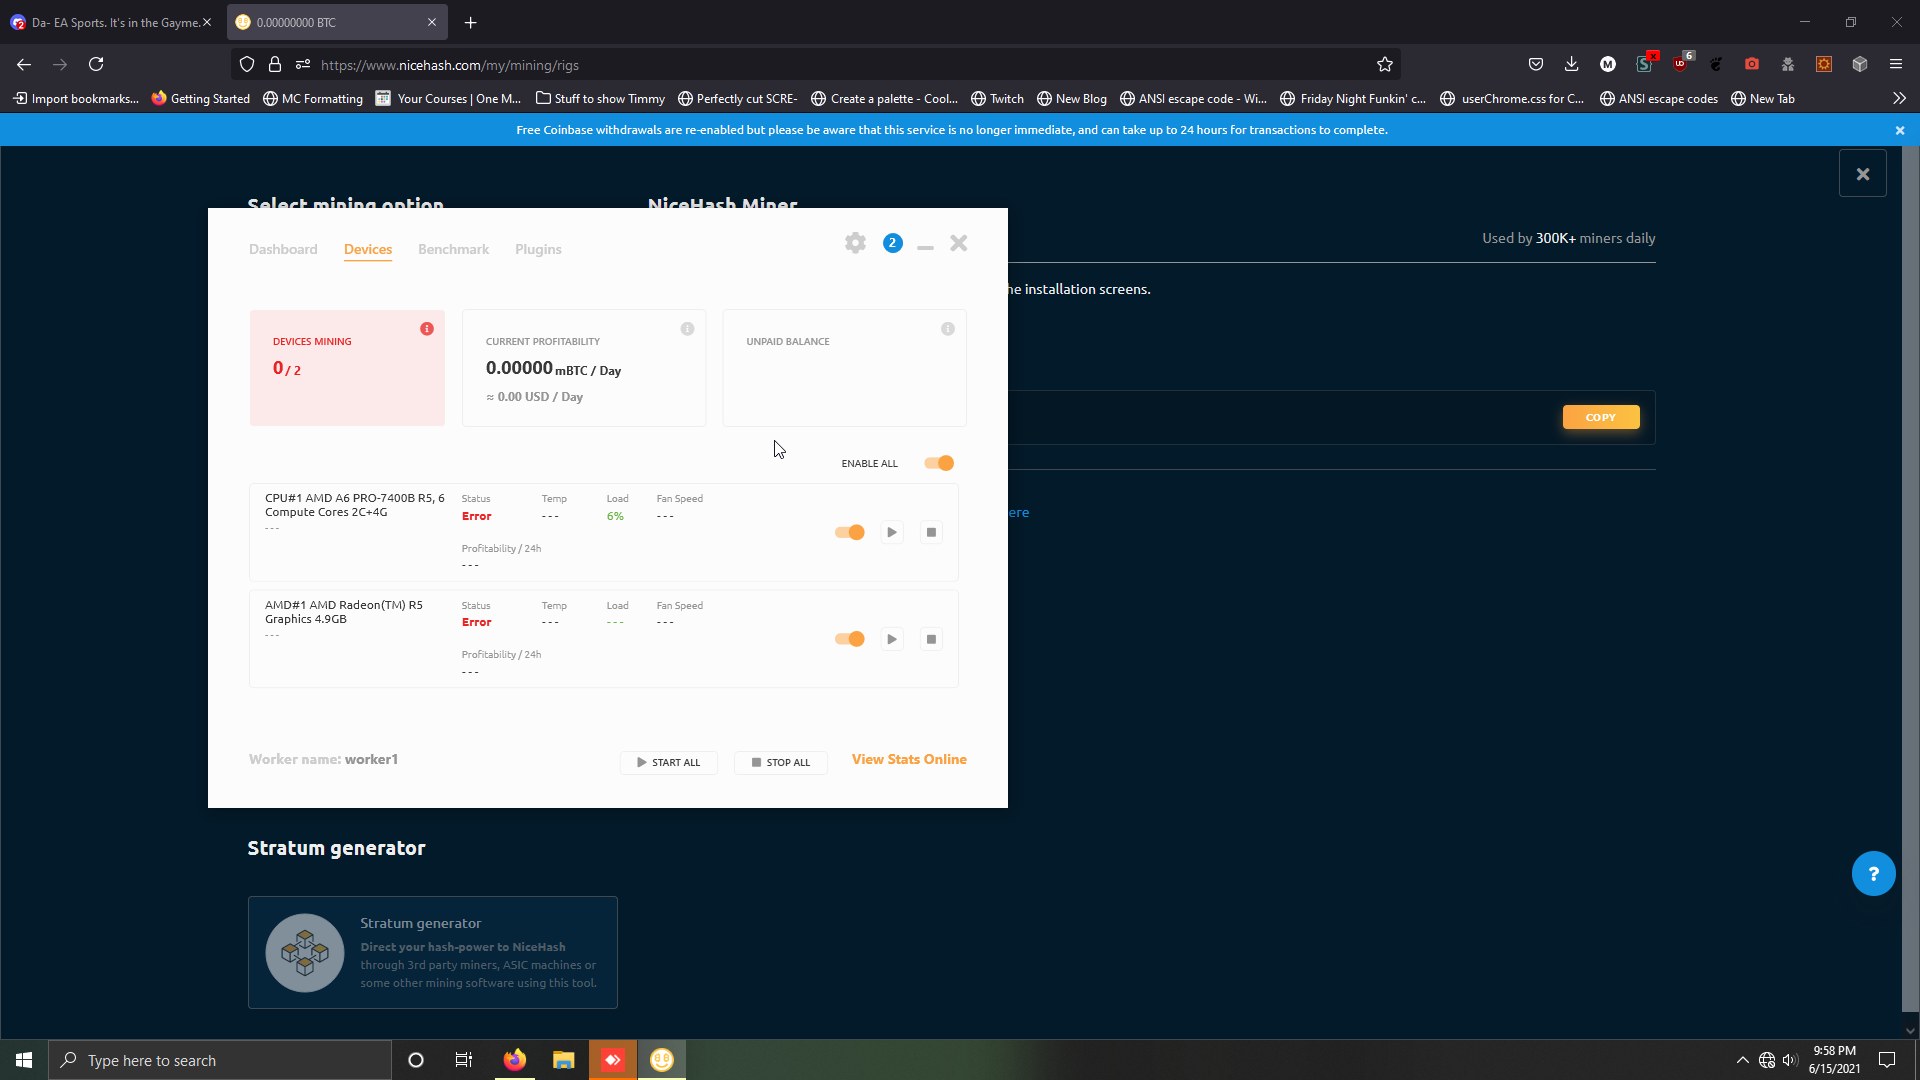 Da- EA Sports. It's in the Gayme.
0.00000000 BTC
https://www.nicehash.com/my/mining/rigs
6
Import bookmarks...
Getting Started
MC Formatting
Your Courses | One M...
Stuff to show Timmy
Perfectly cut SCRE-
Create a palette - Cool...
Twitch
New Blog
ANSI escape code - Wi...
Friday Night Funkin' c...
userChrome.css for C...
ANSI escape codes
New Tab
Free Coinbase withdrawals are re-enabled but please be aware that this service is no longer immediate, and can take up to 24 hours for transactions to complete.
Select mining option
NiceHash Miner
Used by 300K+ miners daily
he installation screens.
COPY
ere
Dashboard
Devices
Benchmark
Plugins
2
DEVICES MINING
0 / 2
CURRENT PROFITABILITY
0.00000 mBTC / Day
≈ 0.00 USD / Day
UNPAID BALANCE
ENABLE ALL
CPU#1 AMD A6 PRO-7400B R5, 6
Compute Cores 2C+4G
---
Status
Error
Temp
---
Load
6%
Fan Speed
---
Profitability / 24h
---
AMD#1 AMD Radeon(TM) R5
Graphics 4.9GB
---
Status
Error
Temp
---
Load
---
Fan Speed
---
Profitability / 24h
---
Worker name: worker1
START ALL
STOP ALL
View Stats Online
Stratum generator
Stratum generator
Direct your hash-power to NiceHash
through 3rd party miners, ASIC machines or
some other mining software using this tool.
?
Type here to search
9:58 PM
6/15/2021